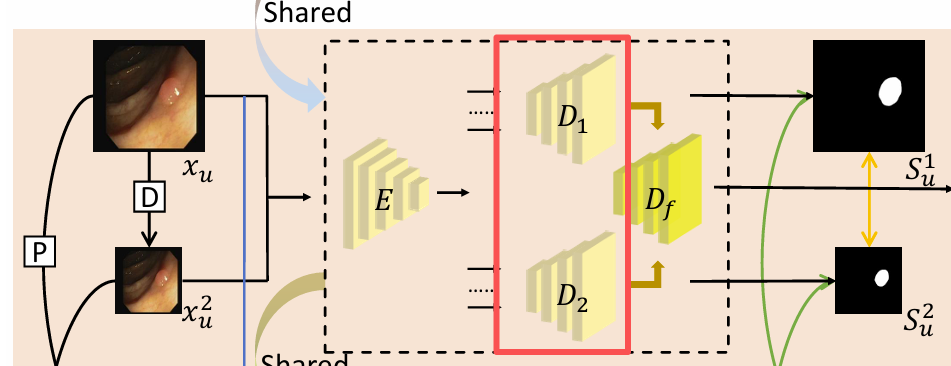 Shared
x_u
D
P
x_u^2
E
......
D_1
D_f
......
D_2
S_u^1
S_u^2
Shared